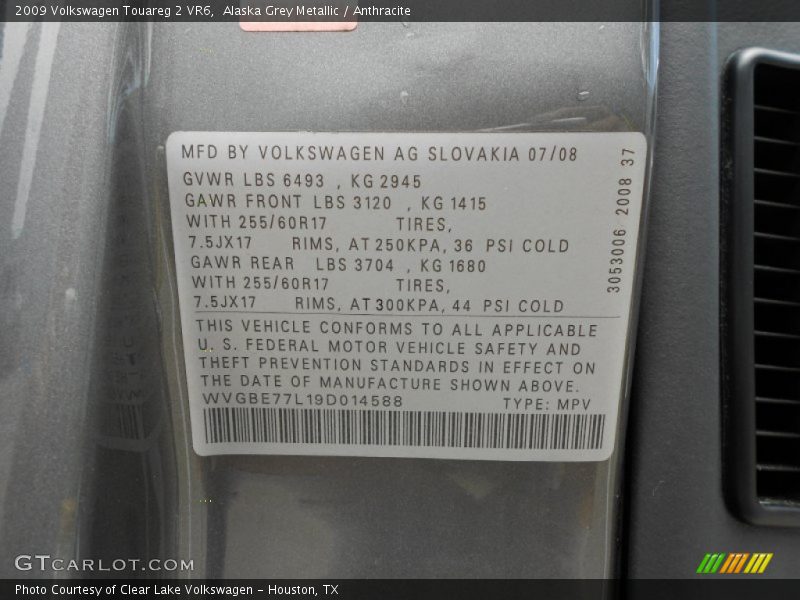 2009 Volkswagen Touareg 2 VR6,  Alaska Grey Metallic / Anthracite
MFD BY VOLKSWAGEN AG SLOVAKIA 07/08
GVWR LBS 6493 , KG 2945
GAWR FRONT LBS 3120 , KG 1415
WITH 255/60R17 TIRES,
7.5JX17 RIMS, AT 250KPA, 36 PSI COLD
GAWR REAR LBS 3704 , KG 1680
WITH 255/60R17 TIRES,
7.5JX17 RIMS, AT 300KPA, 44 PSI COLD
3053006 2008 37
THIS VEHICLE CONFORMS TO ALL APPLICABLE
U. S. FEDERAL MOTOR VEHICLE SAFETY AND
THEFT PREVENTION STANDARDS IN EFFECT ON
THE DATE OF MANUFACTURE SHOWN ABOVE.
WVGBE77L19D014588 TYPE: MPV
GTCARLOT.COM
Photo Courtesy of Clear Lake Volkswagen - Houston, TX